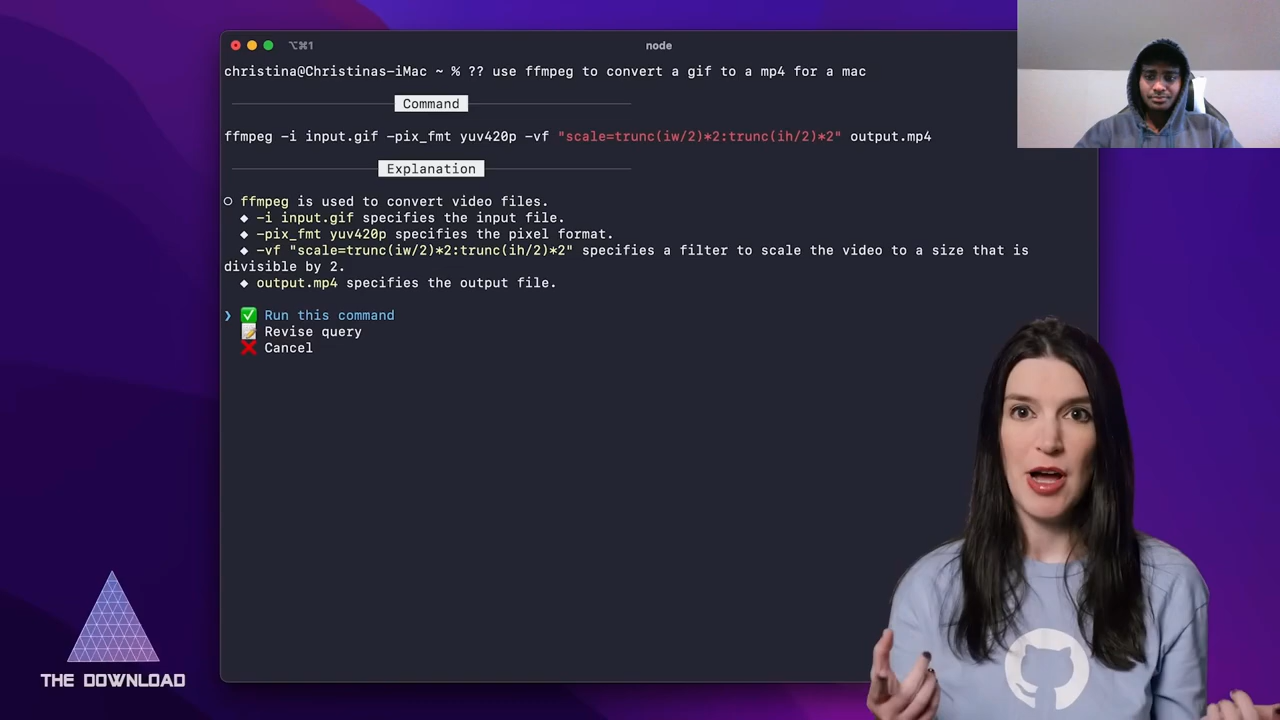 ⌥⌘1
node
christina@Christinas-iMac ~ % ?? use ffmpeg to convert a gif to a mp4 for a mac
Command
ffmpeg -i input.gif -pix_fmt yuv420p -vf "scale=trunc(iw/2)*2:trunc(ih/2)*2" output.mp4
Explanation
○ ffmpeg is used to convert video files.
◆ -i input.gif specifies the input file.
◆ -pix_fmt yuv420p specifies the pixel format.
◆ -vf "scale=trunc(iw/2)*2:trunc(ih/2)*2" specifies a filter to scale the video to a size that is
divisible by 2.
◆ output.mp4 specifies the output file.
❯ ✅ Run this command
📝 Revise query
❌ Cancel
THE DOWNLOAD